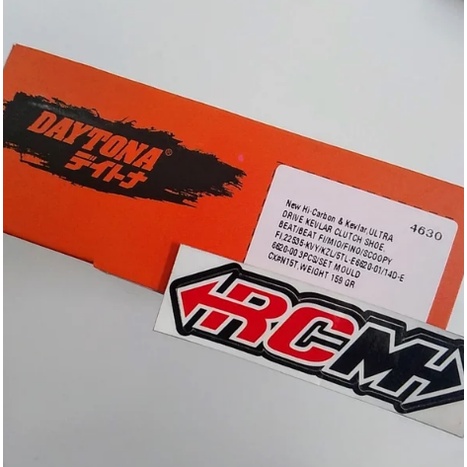 DAYTONA®
デイトナ
4630
New Hi-Carbon & Kevlar,ULTRA
DRIVE KEVLAR CLUTCH SHOE,
BEAT/BEAT FI/MIO/FINO/SCOOPY
FI,22535-KVY/KZL/5TL-E6620-01/14D-E
6620-00 3PCS/SET MOULD
CK#N15T,WEIGHT 159 GR
RCM